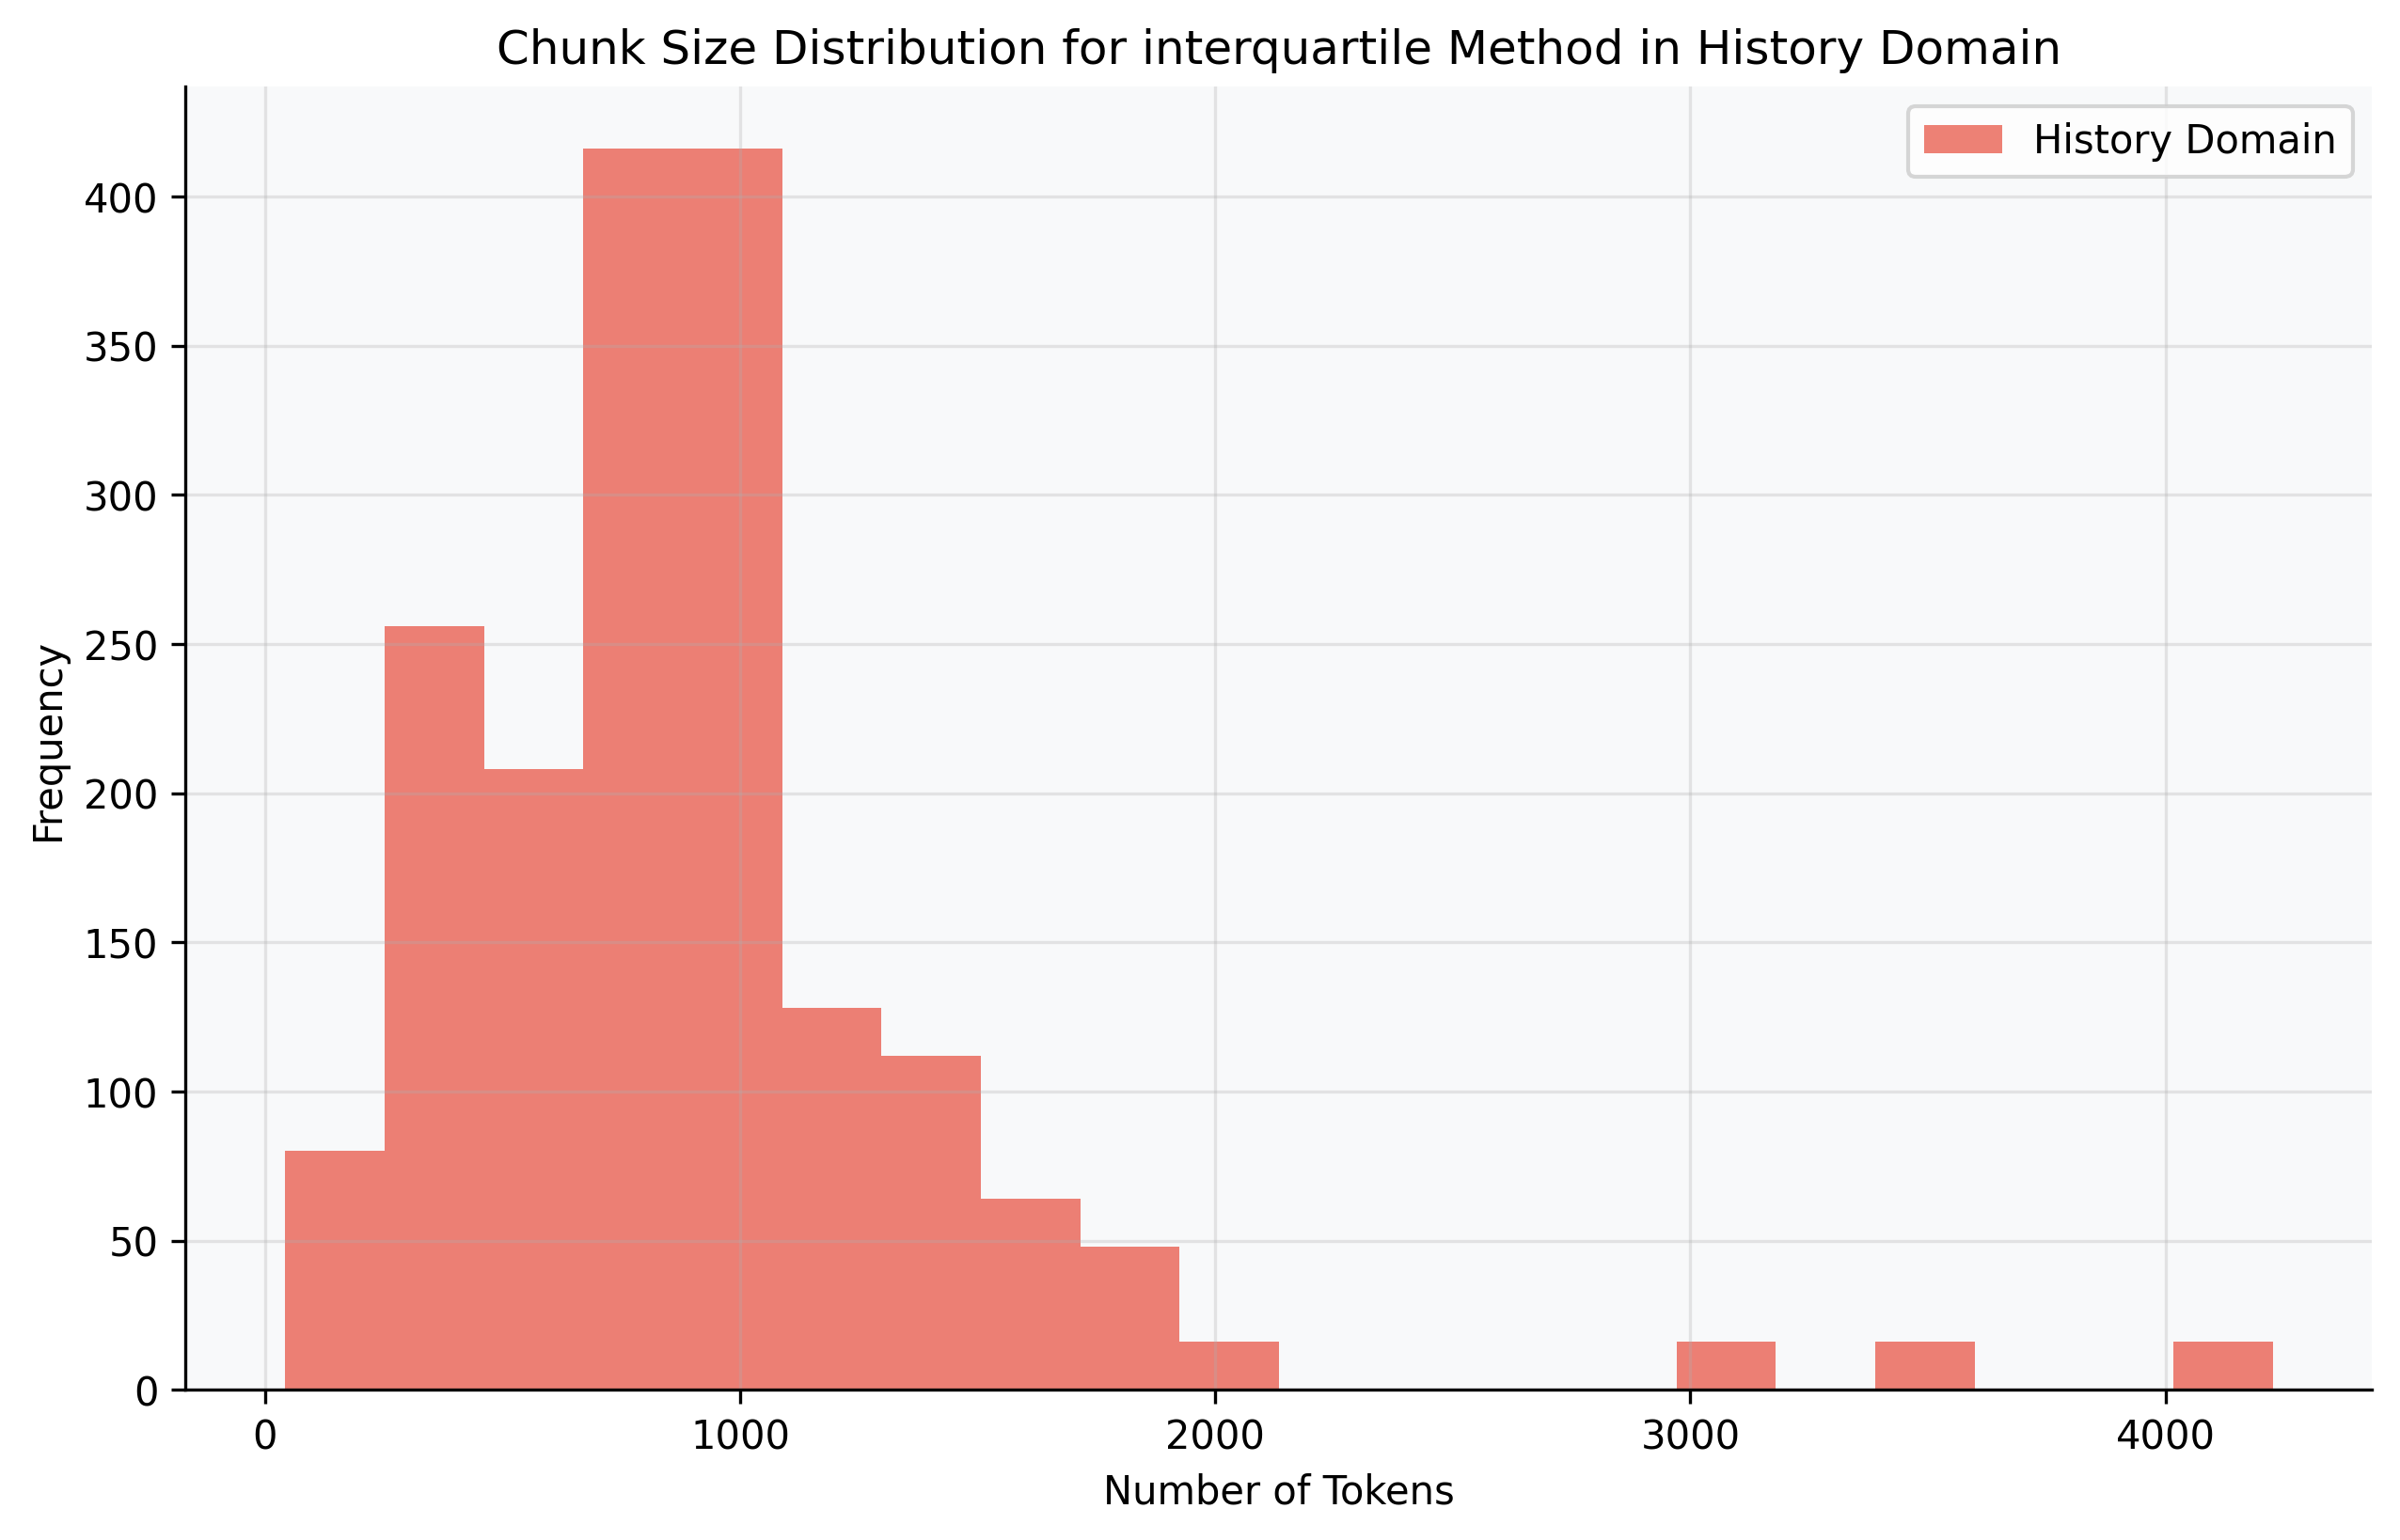 Chunk Size Distribution for interquartile Method in History Domain
History Domain
Frequency
400
350
300
250
200
150
100
50
0
0 1000 2000 3000 4000
Number of Tokens